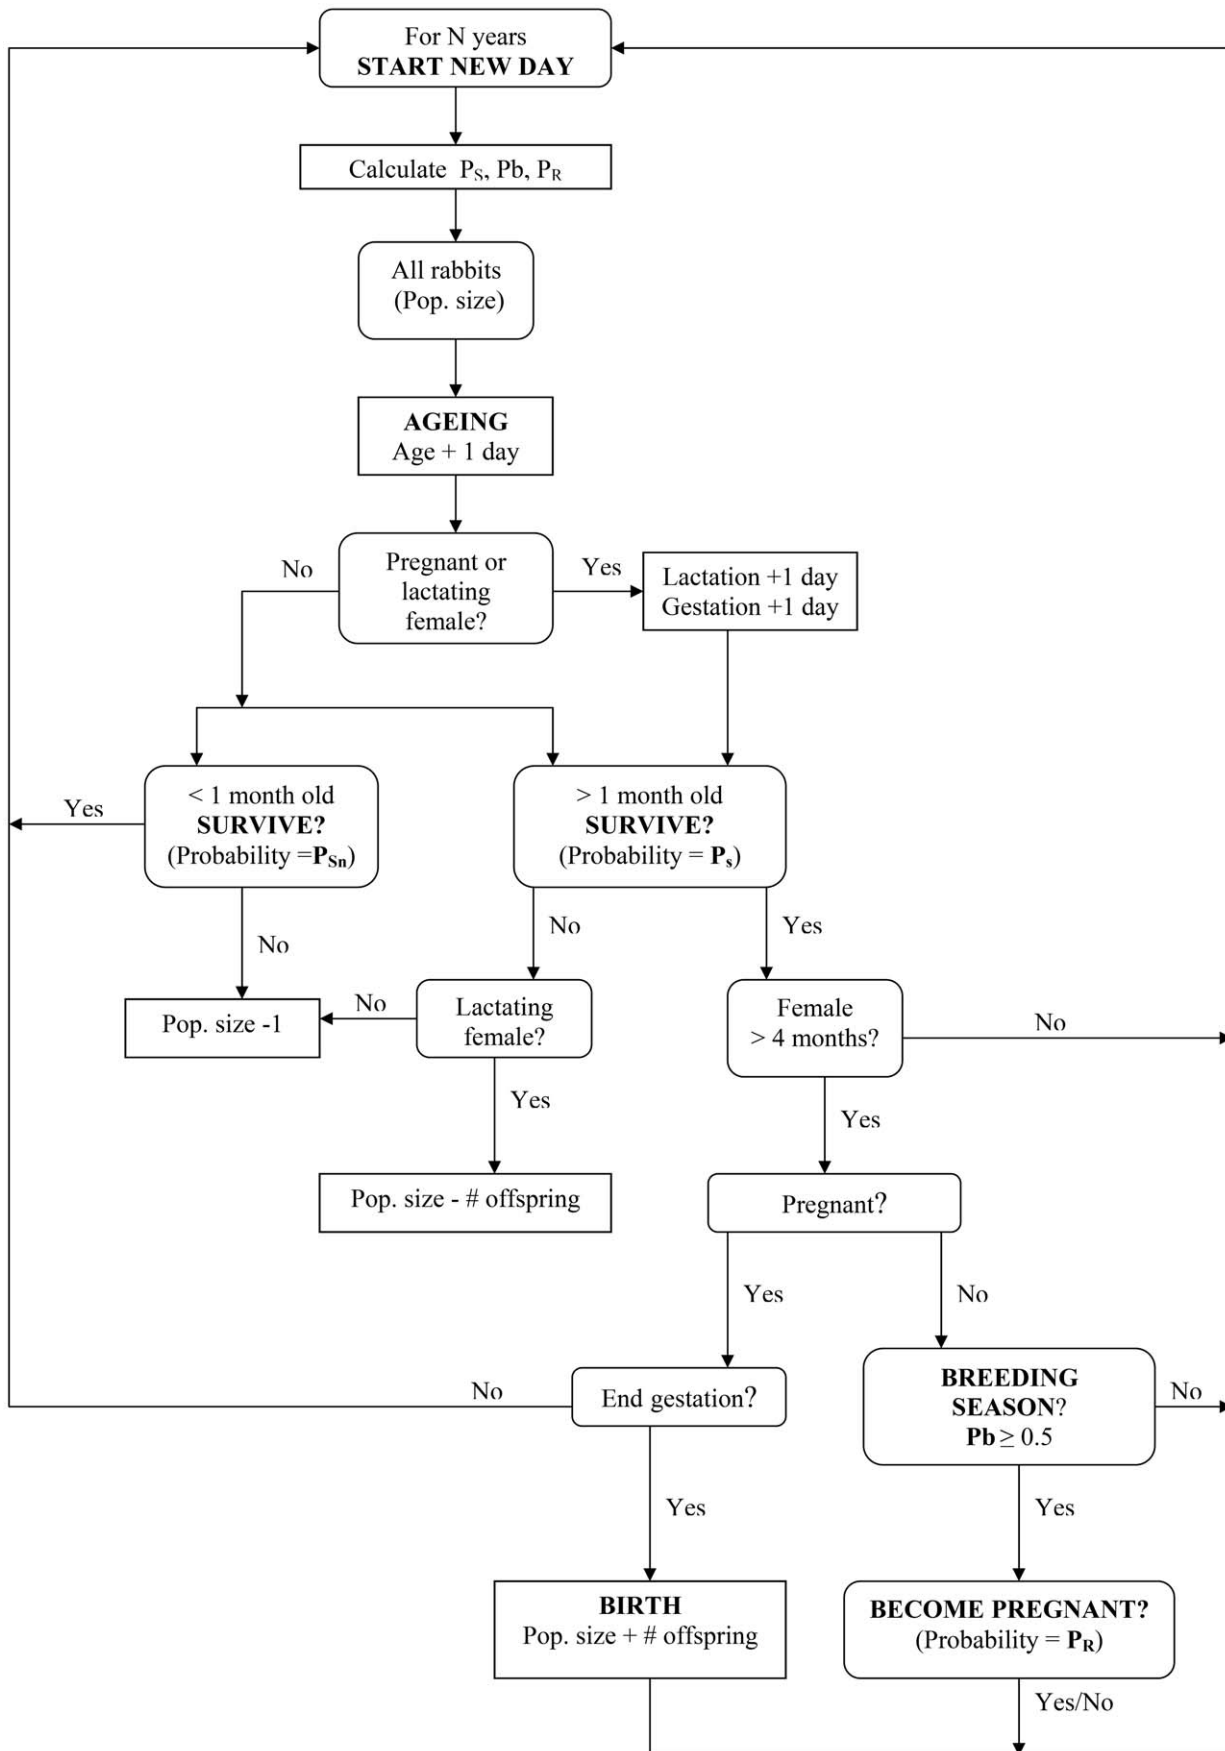 For N years
START NEW DAY
Calculate P_S, Pb, P_R
All rabbits
(Pop. size)
AGEING
Age + 1 day
Pregnant or
lactating
female?
No
Yes
Lactation +1 day
Gestation +1 day
< 1 month old
SURVIVE?
(Probability =P_Sn)
Yes
> 1 month old
SURVIVE?
(Probability = P_s)
No
No
Yes
Pop. size -1
No
Lactating
female?
Female
> 4 months?
No
Yes
Yes
Pop. size - # offspring
Pregnant?
Yes
No
No
End gestation?
BREEDING
SEASON?
Pb ≥ 0.5
No
Yes
Yes
BIRTH
Pop. size + # offspring
BECOME PREGNANT?
(Probability = P_R)
Yes/No